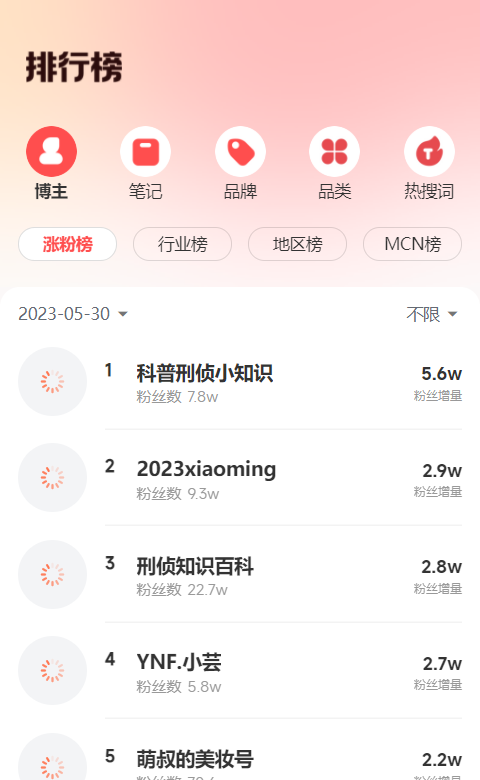 排行榜
博主 笔记 品牌 品类 热搜词
涨粉榜 行业榜 地区榜 MCN榜
2023-05-30 不限
1 科普刑侦小知识 5.6w
粉丝数 7.8w 粉丝增量
2 2023xiaoming 2.9w
粉丝数 9.3w 粉丝增量
3 刑侦知识百科 2.8w
粉丝数 22.7w 粉丝增量
4 YNF.小芸 2.7w
粉丝数 5.8w 粉丝增量
5 萌叔的美妆号 2.2w